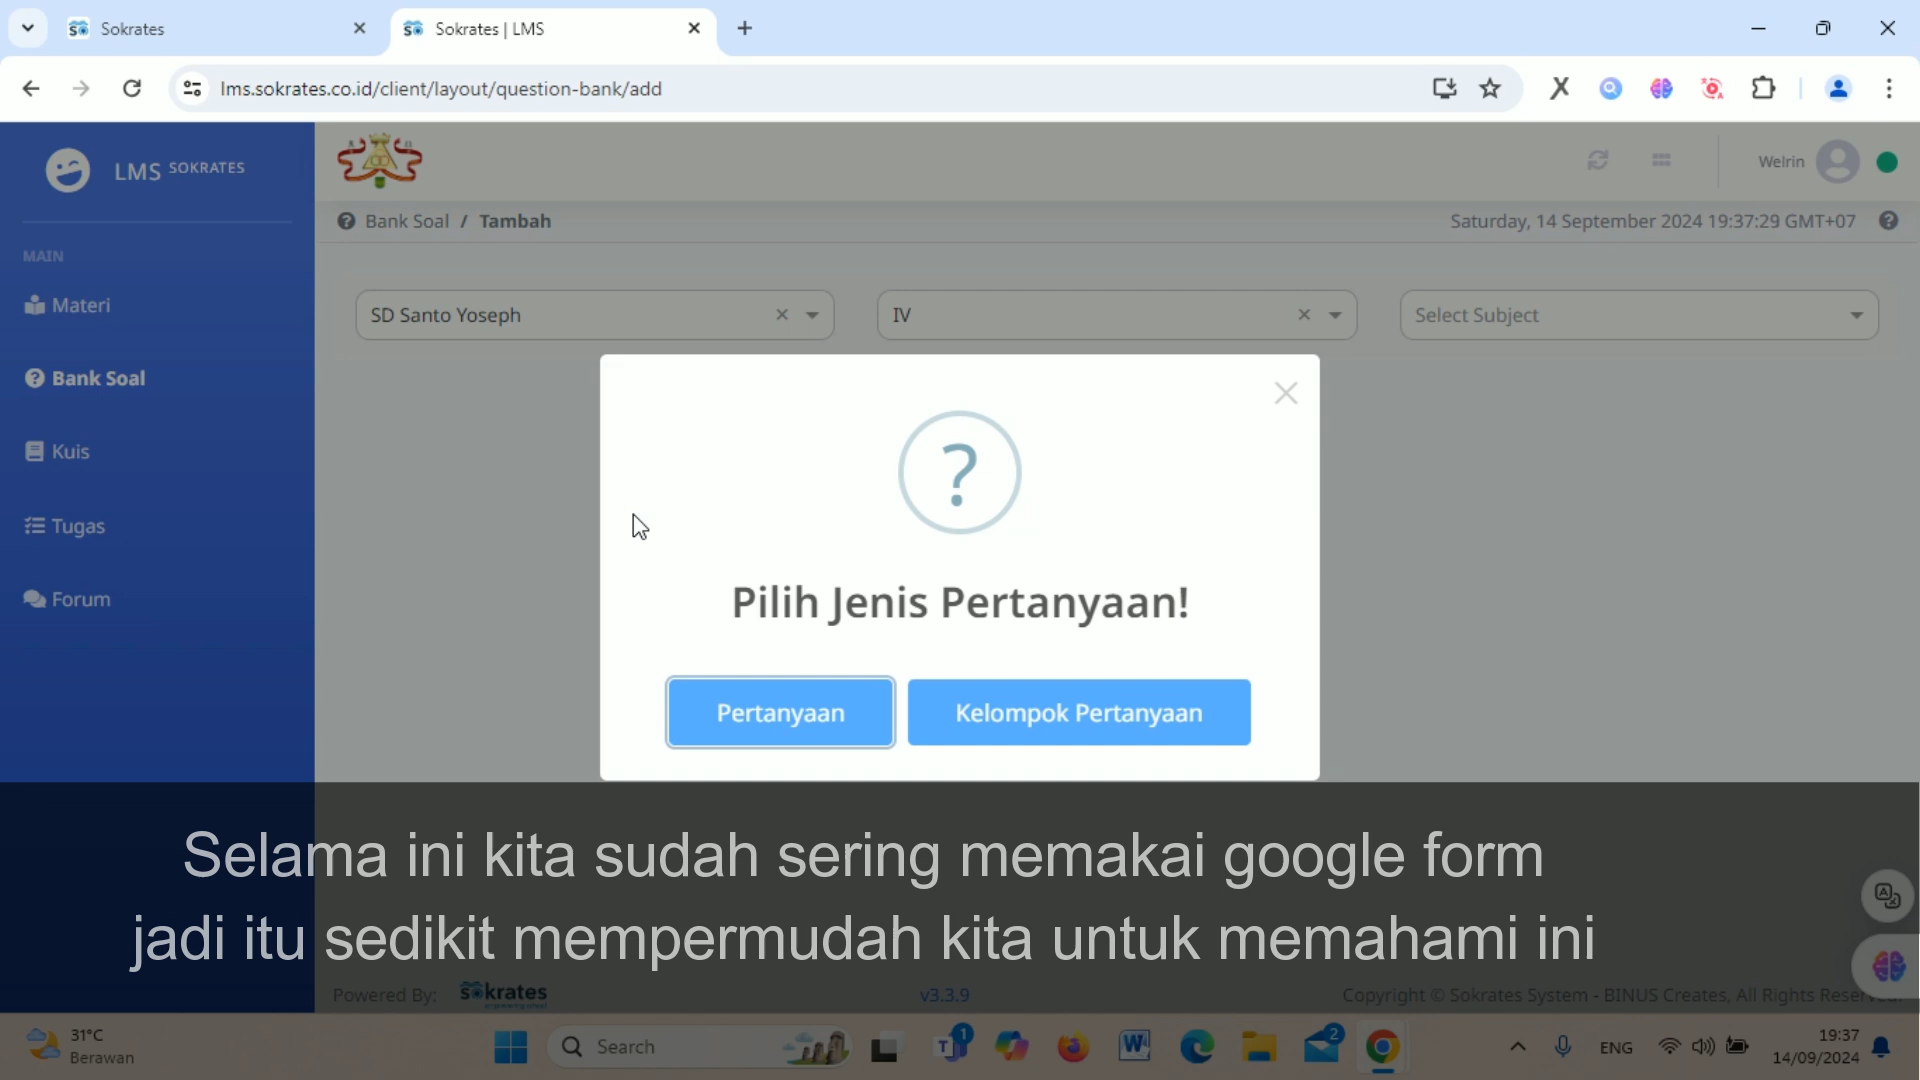 Sokrates
Sokrates | LMS
lms.sokrates.co.id/client/layout/question-bank/add
LMS SOKRATES
Welrin
Bank Soal / Tambah
Saturday, 14 September 2024 19:37:29 GMT+07
MAIN
Materi
Bank Soal
Kuis
Tugas
Forum
SD Santo Yoseph
IV
Select Subject
?
Pilih Jenis Pertanyaan!
Pertanyaan
Kelompok Pertanyaan
Selama ini kita sudah sering memakai google form
jadi itu sedikit mempermudah kita untuk memahami ini
Powered By: sokrates
v3.3.9
Copyright © Sokrates System - BINUS Creates, All Rights
31°C
Berawan
Search
1
2
ENG
19:37
14/09/2024